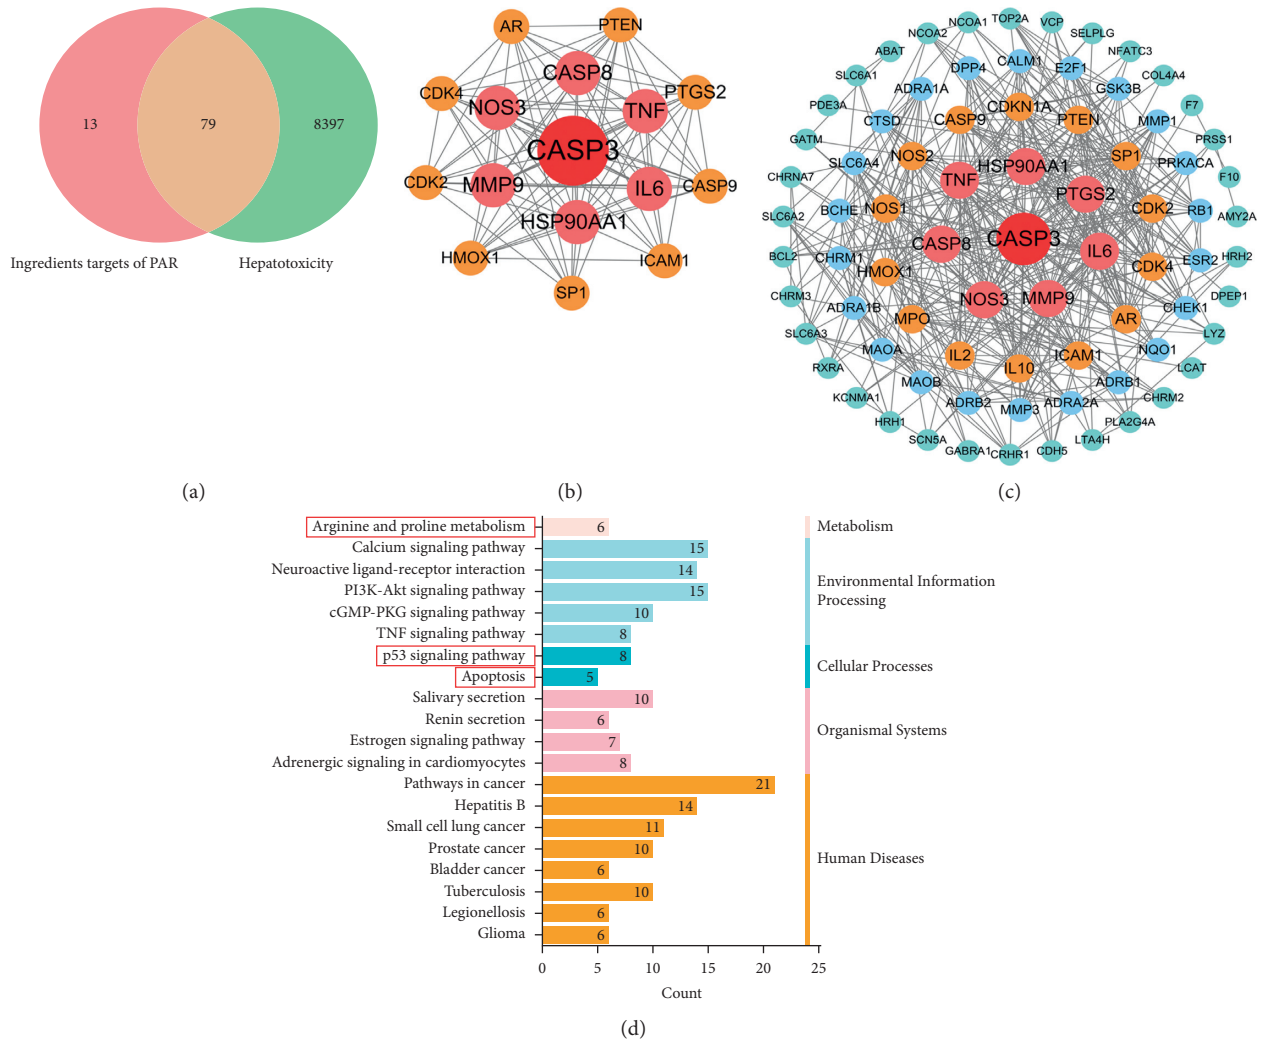 13
79
8397
Ingredients targets of PAR
Hepatotoxicity
(a)
AR
PTEN
CASP8
CDK4
PTGS2
NOS3
TNF
CASP3
CDK2
MMP9
IL6
CASP9
HSP90AA1
HMOX1
ICAM1
SP1
(b)
TOP2A
NCOA1
VCP
NCOA2
SELPLG
ABAT
NFATC3
DPP4
CALM1
E2F1
SLC6A1
COL4A4
ADRA1A
GSK3B
PDE3A
CDKN1A
F7
CTSD
CASP9
PTEN
MMP1
GATM
PRSS1
NOS2
SP1
SLC6A4
HSP90AA1
PRKACA
CHRNA7
TNF
F10
PTGS2
SLC6A2
BCHE
NOS1
CDK2
RB1
AMY2A
CASP8
CASP3
BCL2
CHRM1
IL6
ESR2
HRH2
HMOX1
CDK4
CHRM3
NOS3
MMP9
DPEP1
ADRA1B
CHEK1
SLC6A3
MPO
AR
LYZ
MAOA
IL2
ICAM1
NQO1
RXRA
IL10
LCAT
MAOB
ADRB1
KCNMA1
ADRB2
MMP3
ADRA2A
CHRM2
HRH1
PLA2G4A
SCN5A
LTA4H
GABRA1
CRHR1
CDH5
(c)
Arginine and proline metabolism
6
Metabolism
Calcium signaling pathway
15
Neuroactive ligand-receptor interaction
14
Environmental Information
Processing
PI3K-Akt signaling pathway
15
cGMP-PKG signaling pathway
10
TNF signaling pathway
8
p53 signaling pathway
8
Cellular Processes
Apoptosis
5
Salivary secretion
10
Renin secretion
6
Organismal Systems
Estrogen signaling pathway
7
Adrenergic signaling in cardiomyocytes
8
Pathways in cancer
21
Hepatitis B
14
Small cell lung cancer
11
Prostate cancer
10
Human Diseases
Bladder cancer
6
Tuberculosis
10
Legionellosis
6
Glioma
6
0
5
10
15
20
25
Count
(d)